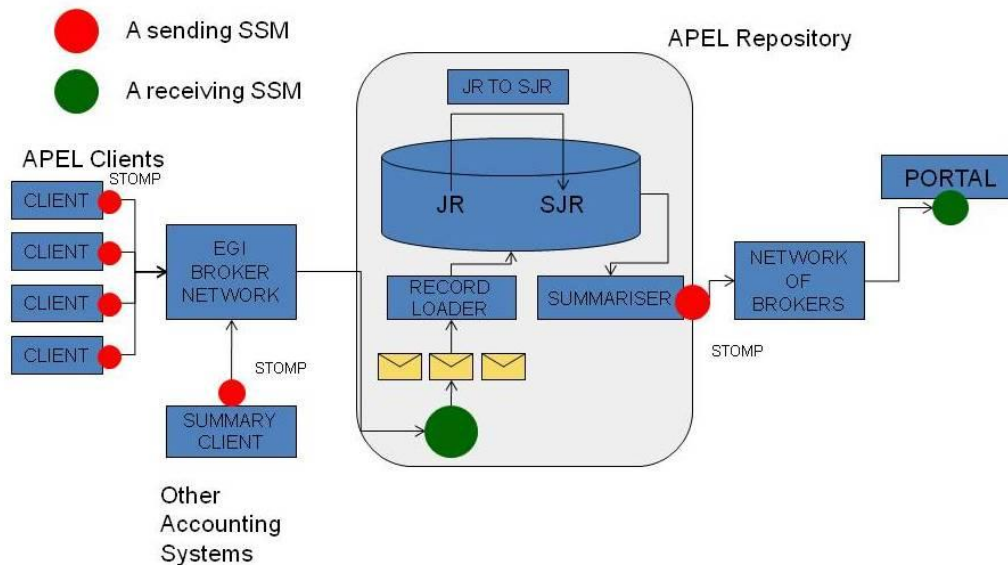 A sending SSM
A receiving SSM
APEL Repository
JR TO SJR
APEL Clients
STOMP
CLIENT
CLIENT
CLIENT
CLIENT
EGI
BROKER
NETWORK
STOMP
SUMMARY
CLIENT
Other
Accounting
Systems
JR
SJR
RECORD
LOADER
SUMMARISER
STOMP
NETWORK
OF
BROKERS
PORTAL